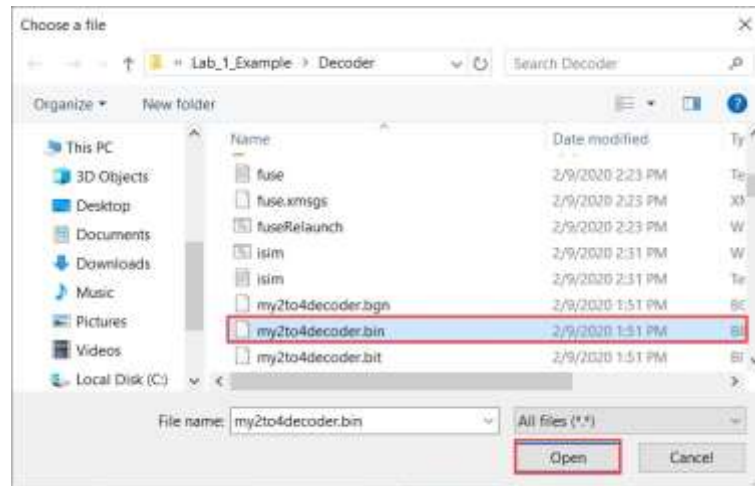 Choose a file
« Lab_1_Example > Decoder
Search Decoder
Organize
New folder
This PC
3D Objects
Desktop
Documents
Downloads
Music
Pictures
Videos
Local Disk (C:)
Name Date modified Ty
fuse 2/9/2020 2:23 PM Te
fuse.xmsgs 2/9/2020 2:23 PM XM
fuseRelaunch 2/9/2020 2:23 PM W
isim 2/9/2020 2:31 PM W
isim 2/9/2020 2:31 PM Te
my2to4decoder.bgn 2/9/2020 1:51 PM
my2to4decoder.bin 2/9/2020 1:51 PM
my2to4decoder.bit 2/9/2020 1:51 PM
File name: my2to4decoder.bin All files (*.*)
Open Cancel